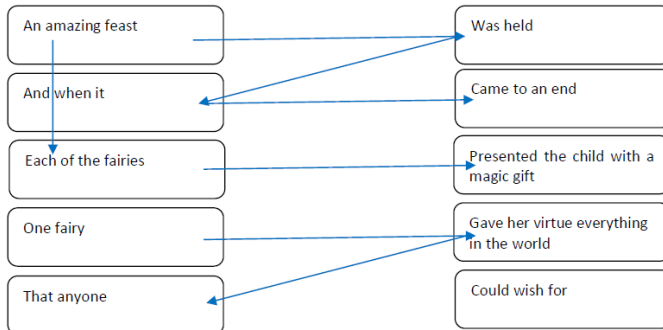 An amazing feast
Was held
And when it
Came to an end
Each of the fairies
Presented the child with a
magic gift
One fairy
Gave her virtue everything
in the world
That anyone
Could wish for